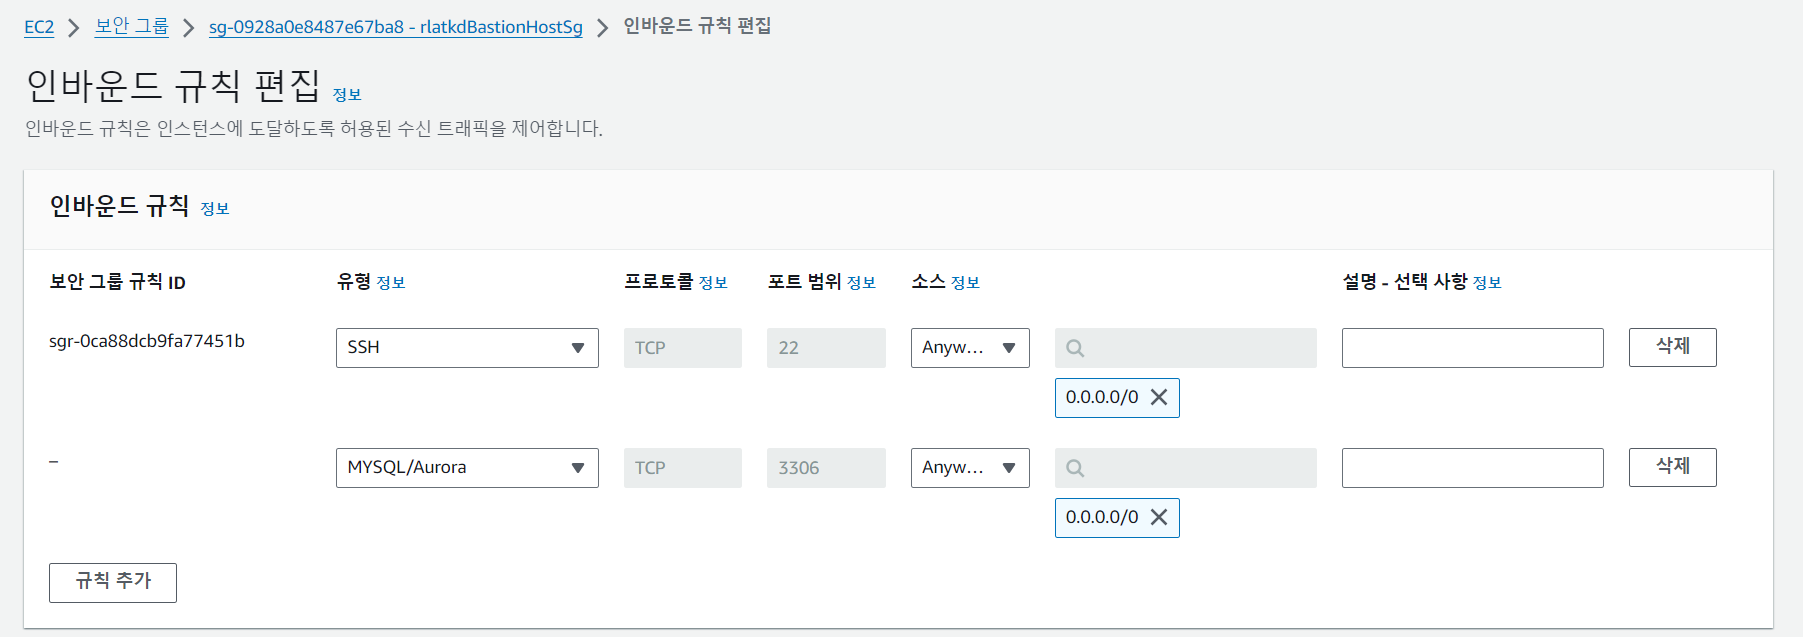 EC2 > 보안 그룹 > sg-0928a0e8487e67ba8 - rlatkdBastionHostSg > 인바운드 규칙 편집
인바운드 규칙 편집 정보
인바운드 규칙은 인스턴스에 도달하도록 허용된 수신 트래픽을 제어합니다.
인바운드 규칙 정보
보안 그룹 규칙 ID 유형 정보 프로토콜 정보 포트 범위 정보 소스 정보 설명 - 선택 사항 정보
sgr-0ca88dcb9fa77451b SSH TCP 22 Anyw... 삭제
0.0.0.0/0
– MYSQL/Aurora TCP 3306 Anyw... 삭제
0.0.0.0/0
규칙 추가